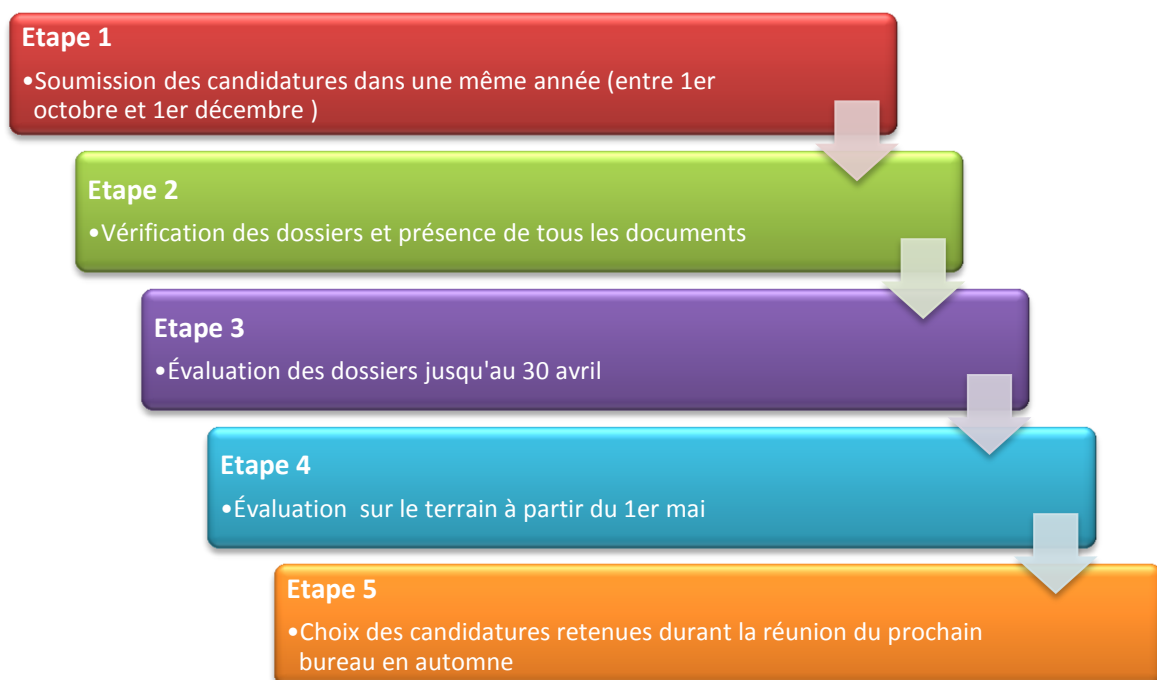 Etape 1
•Soumission des candidatures dans une même année (entre 1er
octobre et 1er décembre )
Etape 2
•Vérification des dossiers et présence de tous les documents
Etape 3
•Évaluation des dossiers jusqu'au 30 avril
Etape 4
•Évaluation  sur le terrain à partir du 1er mai
Etape 5
•Choix des candidatures retenues durant la réunion du prochain
bureau en automne